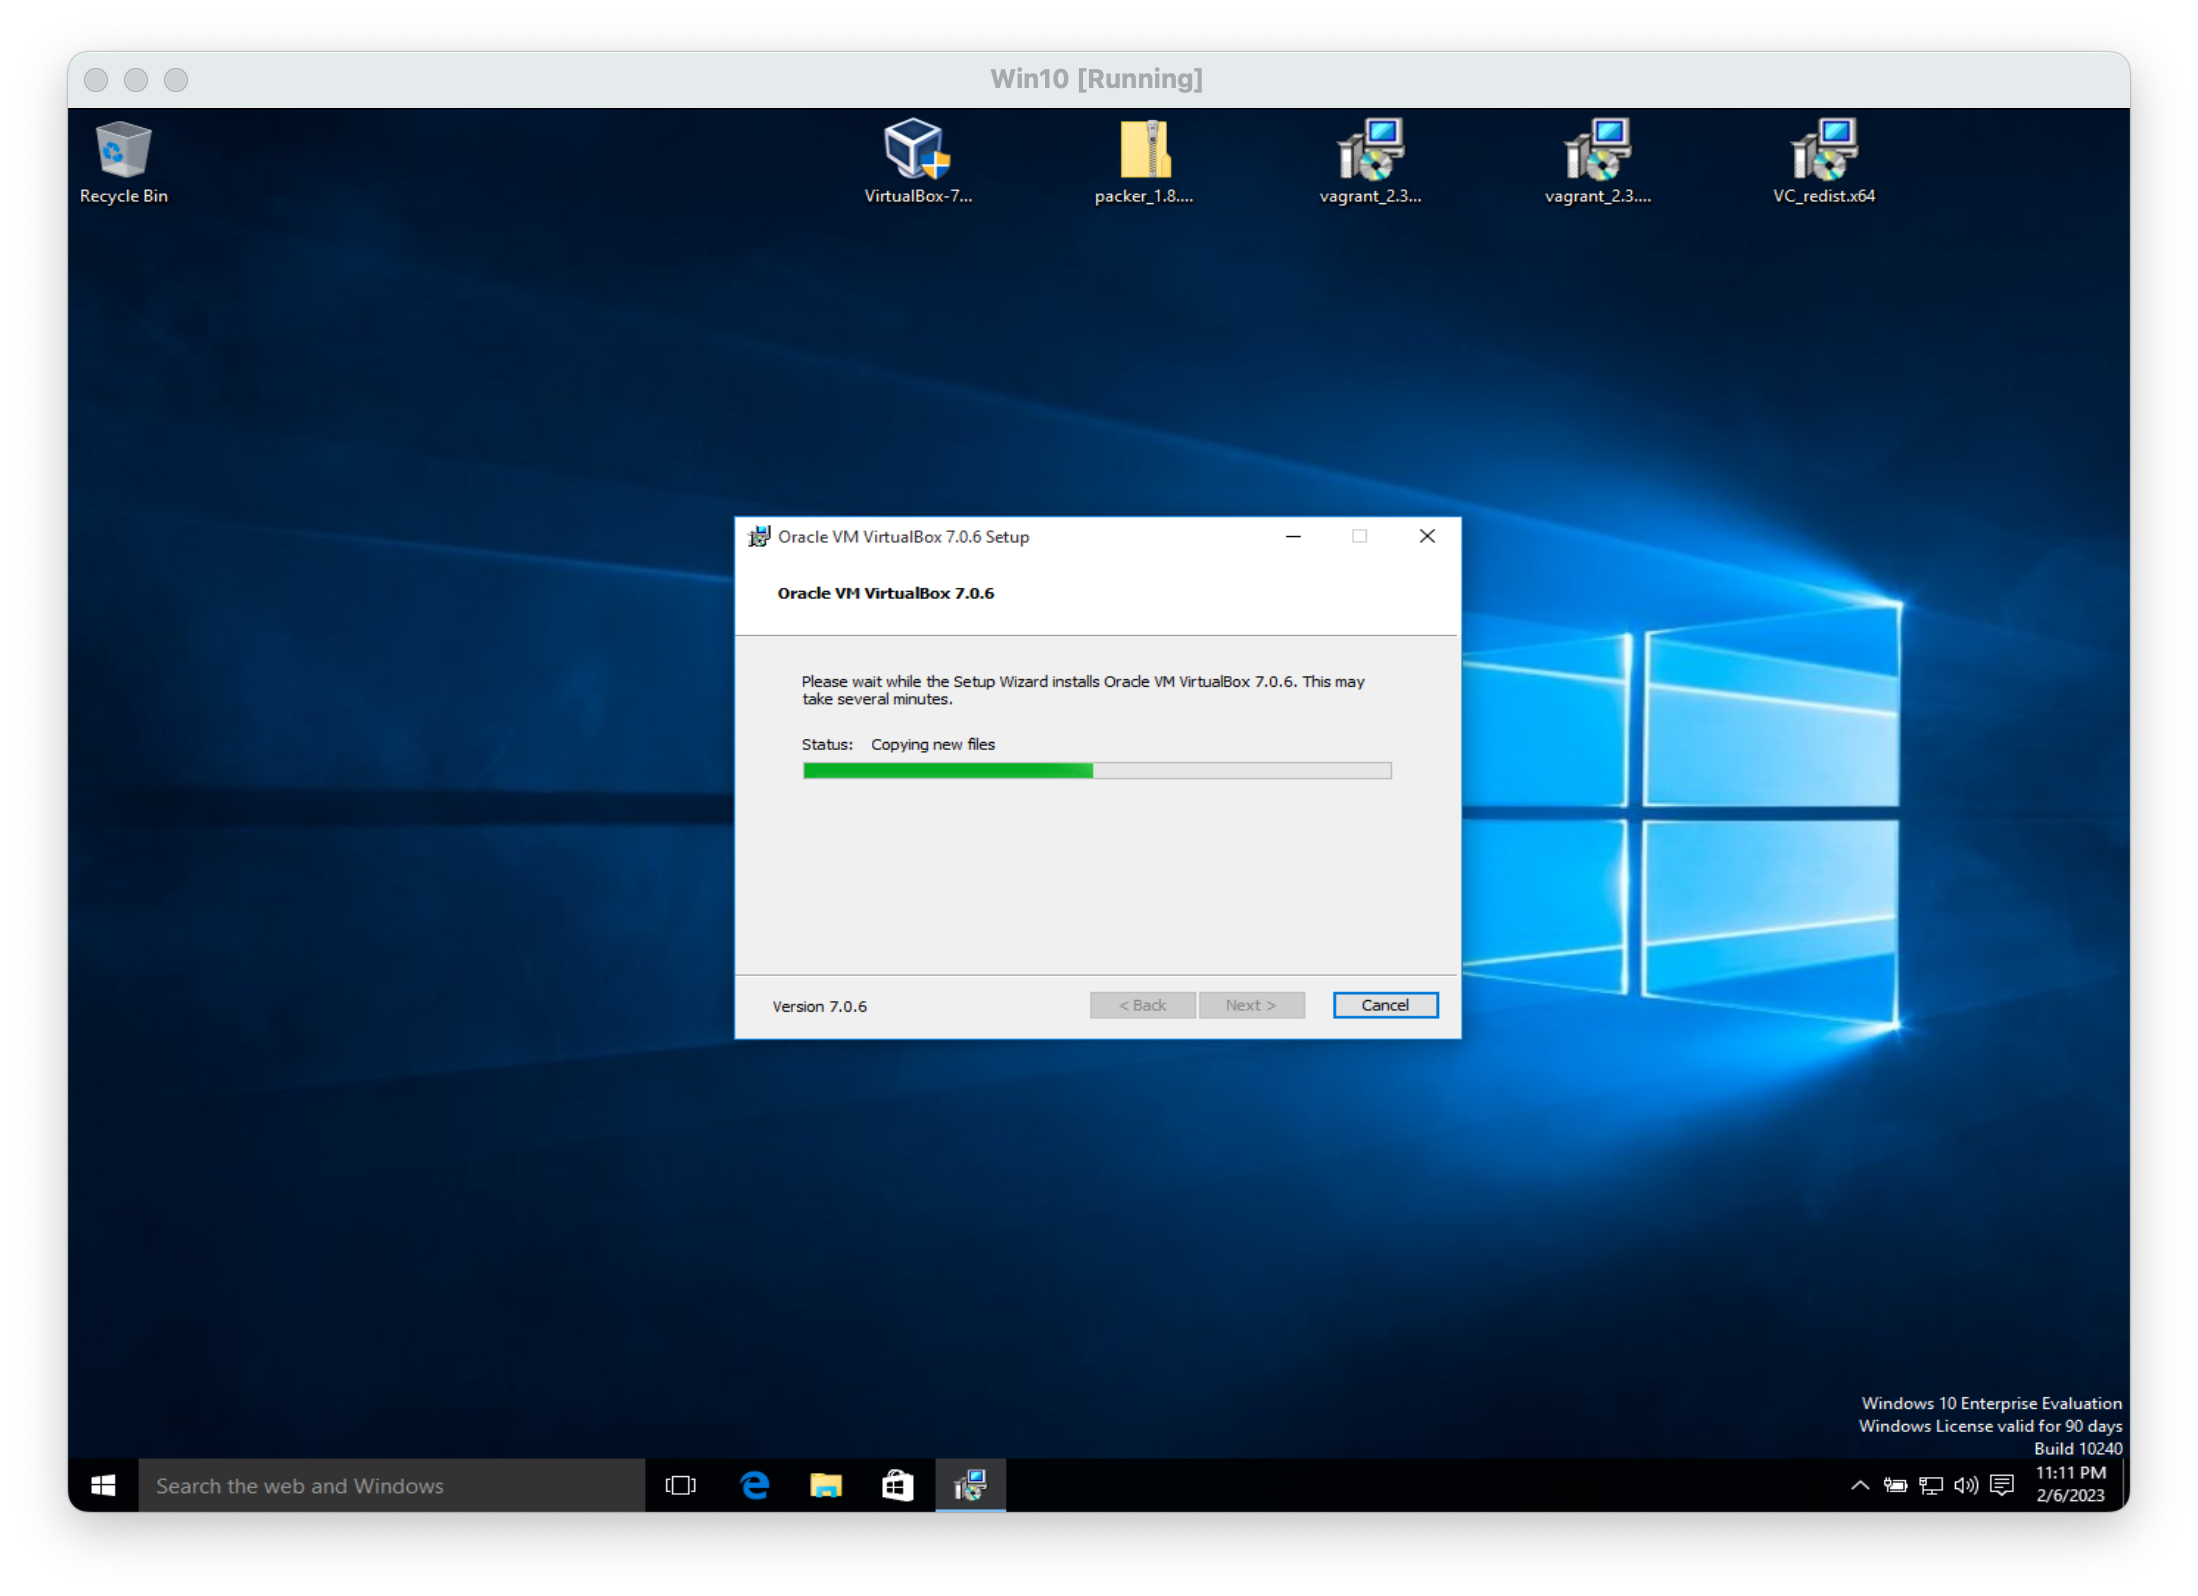 Win10 [Running]
Recycle Bin
VirtualBox-7...
packer_1.8....
vagrant_2.3...
vagrant_2.3....
VC_redist.x64
Oracle VM VirtualBox 7.0.6 Setup
Oracle VM VirtualBox 7.0.6
Please wait while the Setup Wizard installs Oracle VM VirtualBox 7.0.6. This may
take several minutes.
Status: Copying new files
Version 7.0.6
< Back
Next >
Cancel
Windows 10 Enterprise Evaluation
Windows License valid for 90 days
Build 10240
Search the web and Windows
11:11 PM
2/6/2023